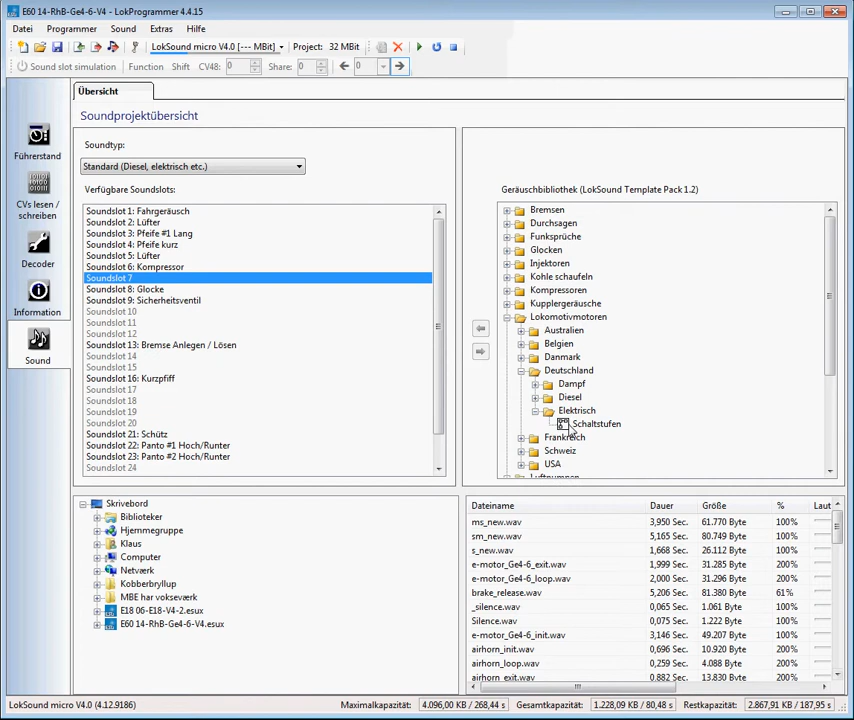 E60 14-RhB-Ge4-6-V4 - LokProgrammer 4.4.15
Datei Programmer Sound Extras Hilfe
LokSound micro V4.0 [--- MBit] Project: 32 MBit
Sound slot simulation Function Shift CV48: 0 Share: 0 0
Übersicht
Soundprojektübersicht
Soundtyp:
Standard (Diesel, elektrisch etc.)
Verfügbare Soundslots:
Soundslot 1: Fahrgeräusch
Soundslot 2: Lüfter
Soundslot 3: Pfeife #1 Lang
Soundslot 4: Pfeife kurz
Soundslot 5: Lüfter
Soundslot 6: Kompressor
Soundslot 7
Soundslot 8: Glocke
Soundslot 9: Sicherheitsventil
Soundslot 10
Soundslot 11
Soundslot 12
Soundslot 13: Bremse Anlegen / Lösen
Soundslot 14
Soundslot 15
Soundslot 16: Kurzpfiff
Soundslot 17
Soundslot 18
Soundslot 19
Soundslot 20
Soundslot 21: Schütz
Soundslot 22: Panto #1 Hoch/Runter
Soundslot 23: Panto #2 Hoch/Runter
Soundslot 24
Führerstand
CVs lesen /
schreiben
Decoder
Information
Sound
Geräuschbibliothek (LokSound Template Pack 1.2)
Bremsen
Durchsagen
Funksprüche
Glocken
Injektoren
Kohle schaufeln
Kompressoren
Kupplergeräusche
Lokomotivmotoren
Australien
Belgien
Danmark
Deutschland
Dampf
Diesel
Elektrisch
Schaltstufen
Frankreich
Schweiz
USA
Luftpumpen
Skrivebord
Biblioteker
Hjemmegruppe
Klaus
Computer
Netværk
Kobberbryllup
MBE har vokseværk
E18 06-E18-V4-2.esux
E60 14-RhB-Ge4-6-V4.esux
Dateiname Dauer Größe % Laut
ms_new.wav 3,950 Sec. 61.770 Byte 100%
sm_new.wav 5,165 Sec. 80.749 Byte 100%
s_new.wav 1,668 Sec. 26.112 Byte 100%
e-motor_Ge4-6_exit.wav 1,999 Sec. 31.285 Byte 200%
e-motor_Ge4-6_loop.wav 2,000 Sec. 31.296 Byte 200%
brake_release.wav 5,206 Sec. 81.380 Byte 61%
_silence.wav 0,065 Sec. 1.061 Byte 100%
Silence.wav 0,075 Sec. 1.222 Byte 100%
e-motor_Ge4-6_init.wav 3,146 Sec. 49.207 Byte 200%
airhorn_init.wav 0,696 Sec. 10.920 Byte 200%
airhorn_loop.wav 0,259 Sec. 4.088 Byte 200%
airhorn_exit.wav 0,882 Sec. 13.830 Byte 200%
LokSound micro V4.0 (4.12.9186) Maximalkapazität: 4.096,00 KB / 268,44 s Gesamtkapazität: 1.228,09 KB / 80,48 s Restkapazität: 2.867,91 KB / 187,95 s